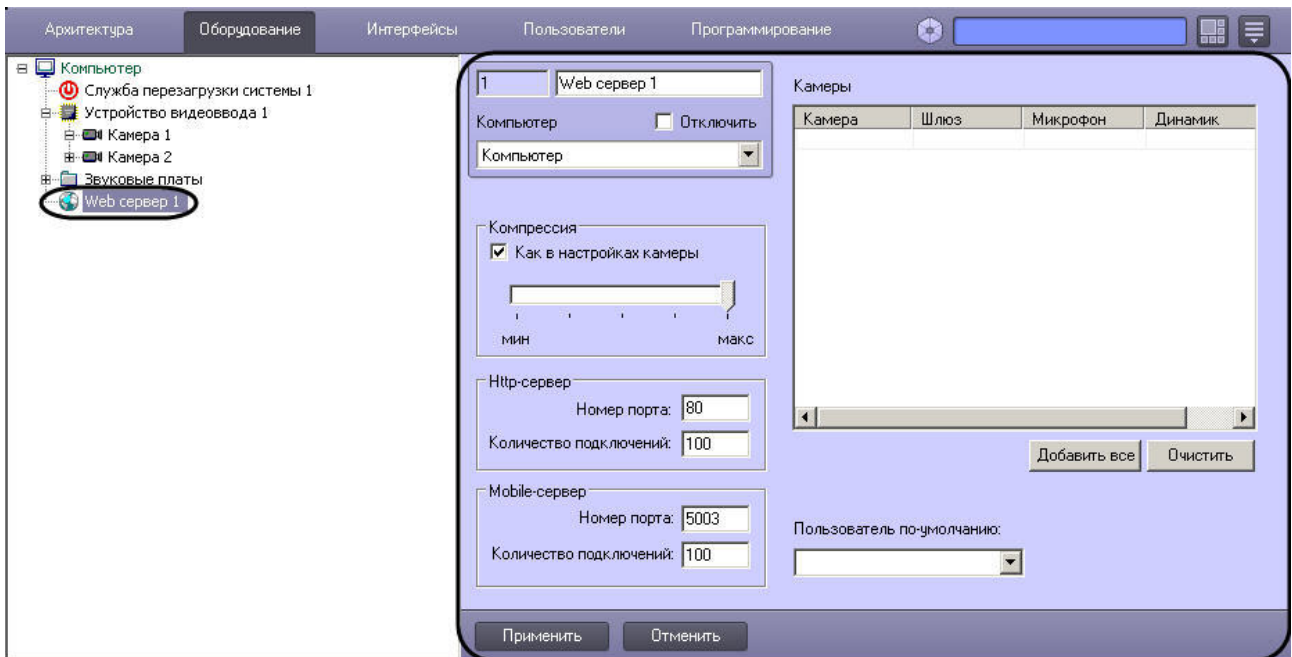 Архитектура Оборудование Интерфейсы Пользователи Программирование
Компьютер
Служба перезагрузки системы 1
Устройство видеоввода 1
Камера 1
Камера 2
Звуковые платы
Web сервер 1
1 Web сервер 1
Компьютер Отключить
Компьютер
Компрессия
Как в настройках камеры
мин макс
Http-сервер
Номер порта: 80
Количество подключений: 100
Mobile-сервер
Номер порта: 5003
Количество подключений: 100
Камеры
Камера Шлюз Микрофон Динамик
Добавить все Очистить
Пользователь по-умолчанию:
Применить Отменить